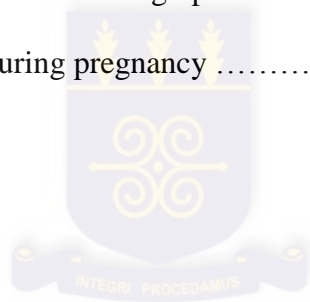 uring pregnancy .........
INTEGRI PROCEDAMUS